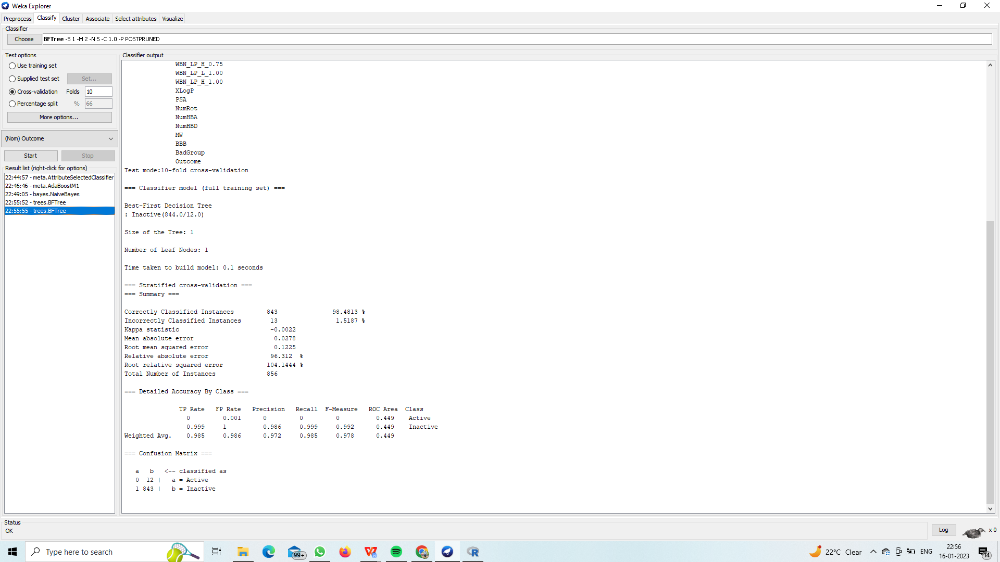 Weka Explorer
Preprocess Classify Cluster Associate Select attributes Visualize
Classifier
Choose BFTree -S 1 -M 2 -N 5 -C 1.0 -P POSTPRUNED
Test options
Use training set
Supplied test set Set...
Cross-validation Folds 10
Percentage split % 66
More options...
(Nom) Outcome
Start Stop
Result list (right-click for options)
22:44:57 - meta.AttributeSelectedClassifier
22:46:46 - meta.AdaBoostM1
22:49:05 - bayes.NaiveBayes
22:55:52 - trees.BFTree
22:55:55 - trees.BFTree
Classifier output
WBN_LP_H_0.75
WBN_LP_L_1.00
WBN_LP_H_1.00
XLogP
PSA
NumRot
NumHBA
NumHBD
MW
BBB
BadGroup
Outcome
Test mode:10-fold cross-validation
=== Classifier model (full training set) ===
Best-First Decision Tree
: Inactive(844.0/12.0)
Size of the Tree: 1
Number of Leaf Nodes: 1
Time taken to build model: 0.1 seconds
=== Stratified cross-validation ===
=== Summary ===
Correctly Classified Instances 843 98.4813 %
Incorrectly Classified Instances 13 1.5187 %
Kappa statistic -0.0022
Mean absolute error 0.0278
Root mean squared error 0.1225
Relative absolute error 96.312 %
Root relative squared error 104.1444 %
Total Number of Instances 856
=== Detailed Accuracy By Class ===
TP Rate FP Rate Precision Recall F-Measure ROC Area Class
0 0.001 0 0 0 0.449 Active
0.999 1 0.986 0.999 0.992 0.449 Inactive
Weighted Avg. 0.985 0.986 0.972 0.985 0.978 0.449
=== Confusion Matrix ===
a b <-- classified as
0 12 | a = Active
1 843 | b = Inactive
Status
OK
Log x 0
Type here to search
99+
22°C Clear
ENG
22:56
16-01-2023
14